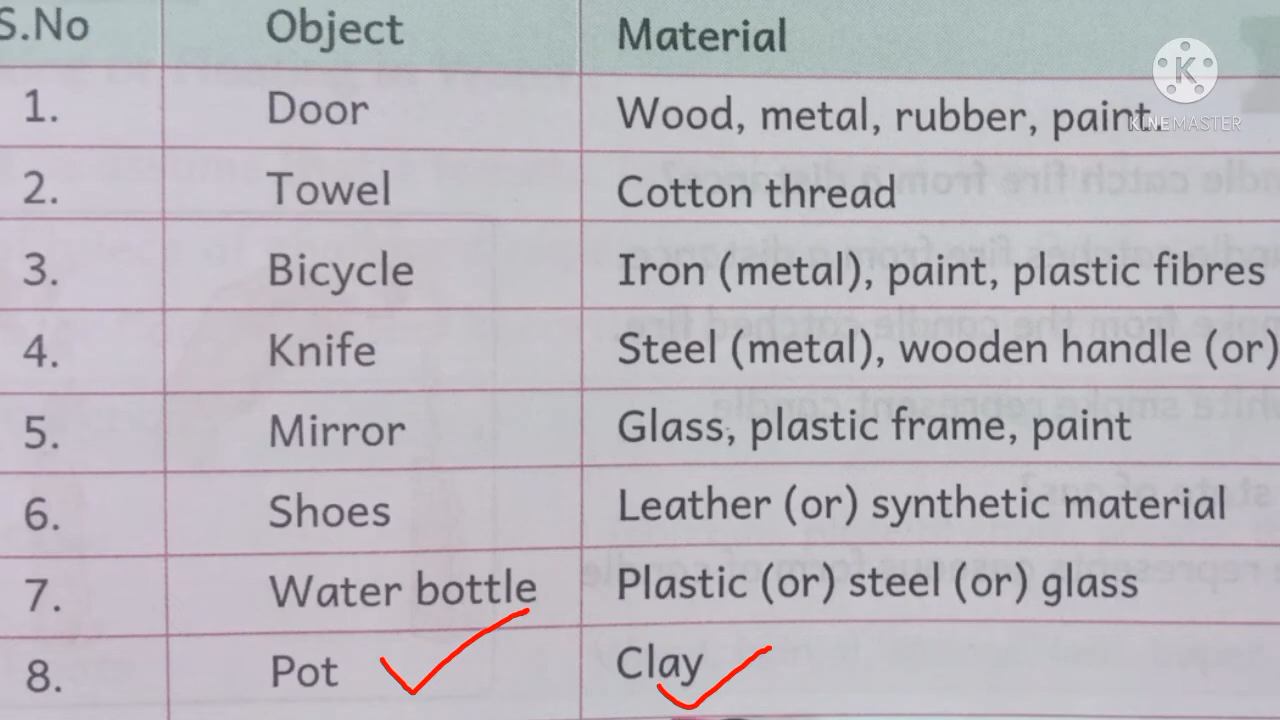 S.No Object Material
1. Door Wood, metal, rubber, paint.
2. Towel Cotton thread
3. Bicycle Iron (metal), paint, plastic fibres
4. Knife Steel (metal), wooden handle (or)
5. Mirror Glass, plastic frame, paint
6. Shoes Leather (or) synthetic material
7. Water bottle Plastic (or) steel (or) glass
8. Pot Clay
K
KINEMASTER